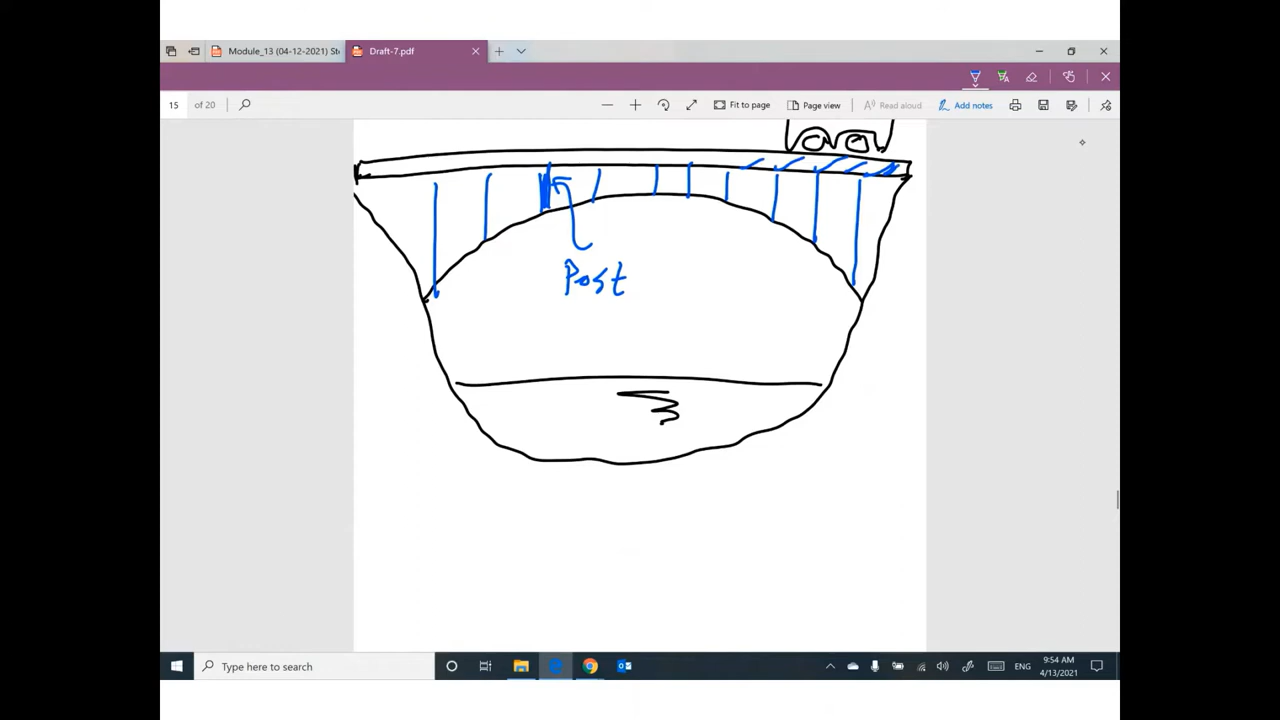 Module_13 (04-12-2021) St
Draft-7.pdf
15 of 20
Fit to page
Page view
Read aloud
Add notes
Post
Type here to search
ENG
9:54 AM
4/13/2021